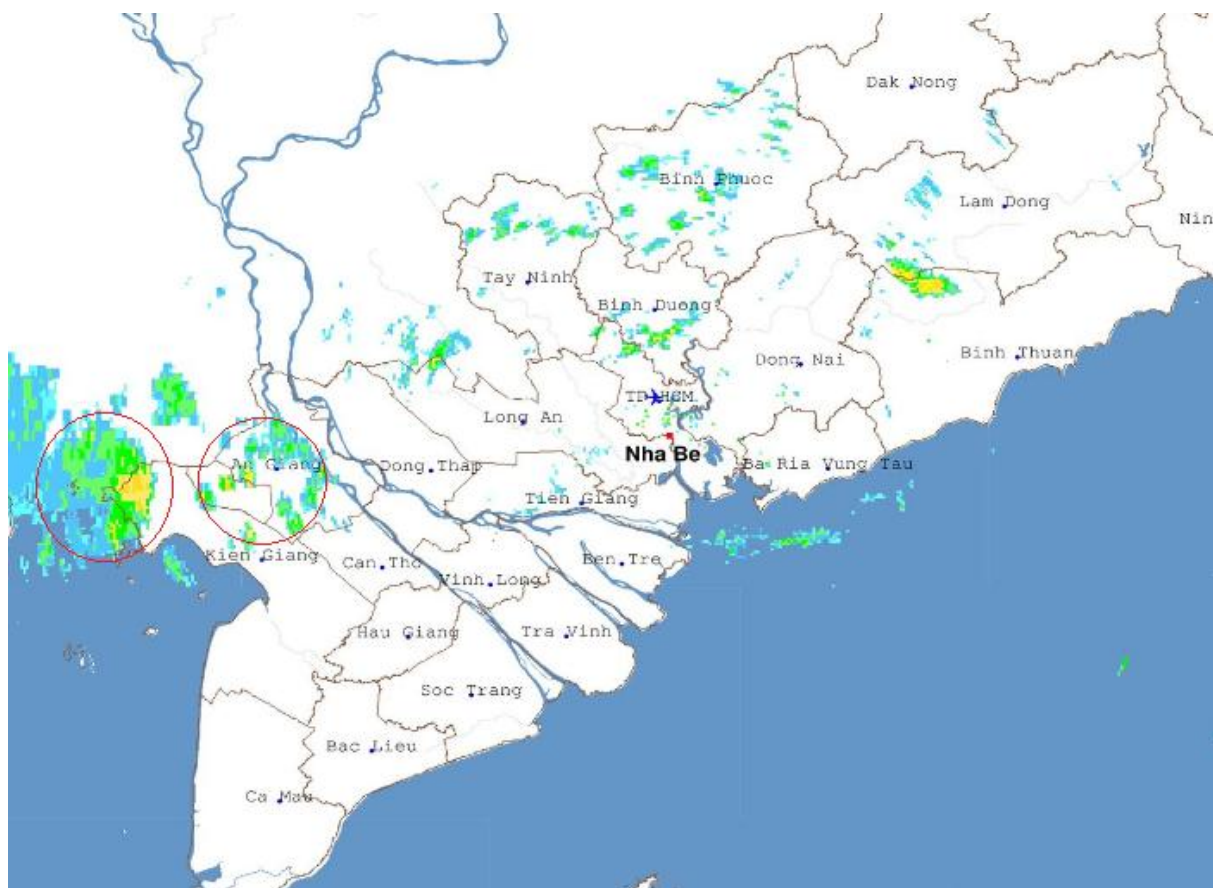 Dak Nong
Binh Phuoc
Lam Dong
Nin
Tay Ninh
Binh Duong
Dong Nai
Binh Thuan
TP HCM
Long An
Nha Be
An Giang
Dong Thap
Ba Ria Vung Tau
Tien Giang
Kien Giang
Can Tho
Ben Tre
Vinh Long
Hau Giang
Tra Vinh
Soc Trang
Bac Lieu
Ca Mau